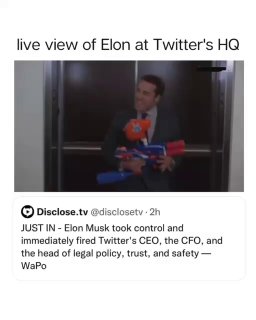 live view of Elon at Twitter's HQ
Disclose.tv @disclosetv · 2h
JUST IN - Elon Musk took control and
immediately fired Twitter's CEO, the CFO, and
the head of legal policy, trust, and safety —
WaPo